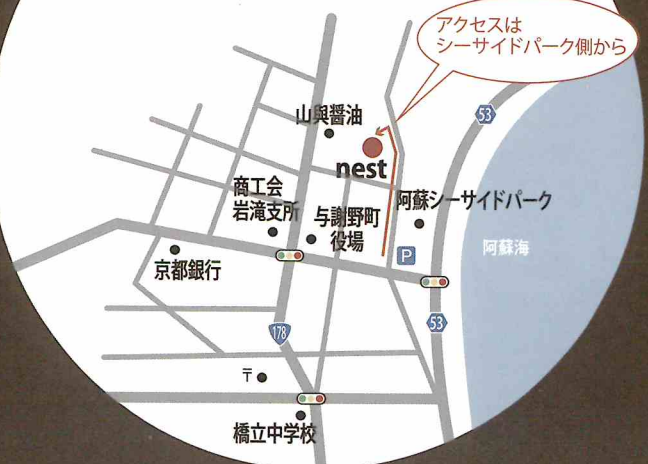 アクセスは
シーサイドパーク側から
53
山與醤油
nest
商工会
岩滝支所
与謝野町
役場
阿蘇シーサイドパーク
P
阿蘇海
京都銀行
178
53
〒
橋立中学校